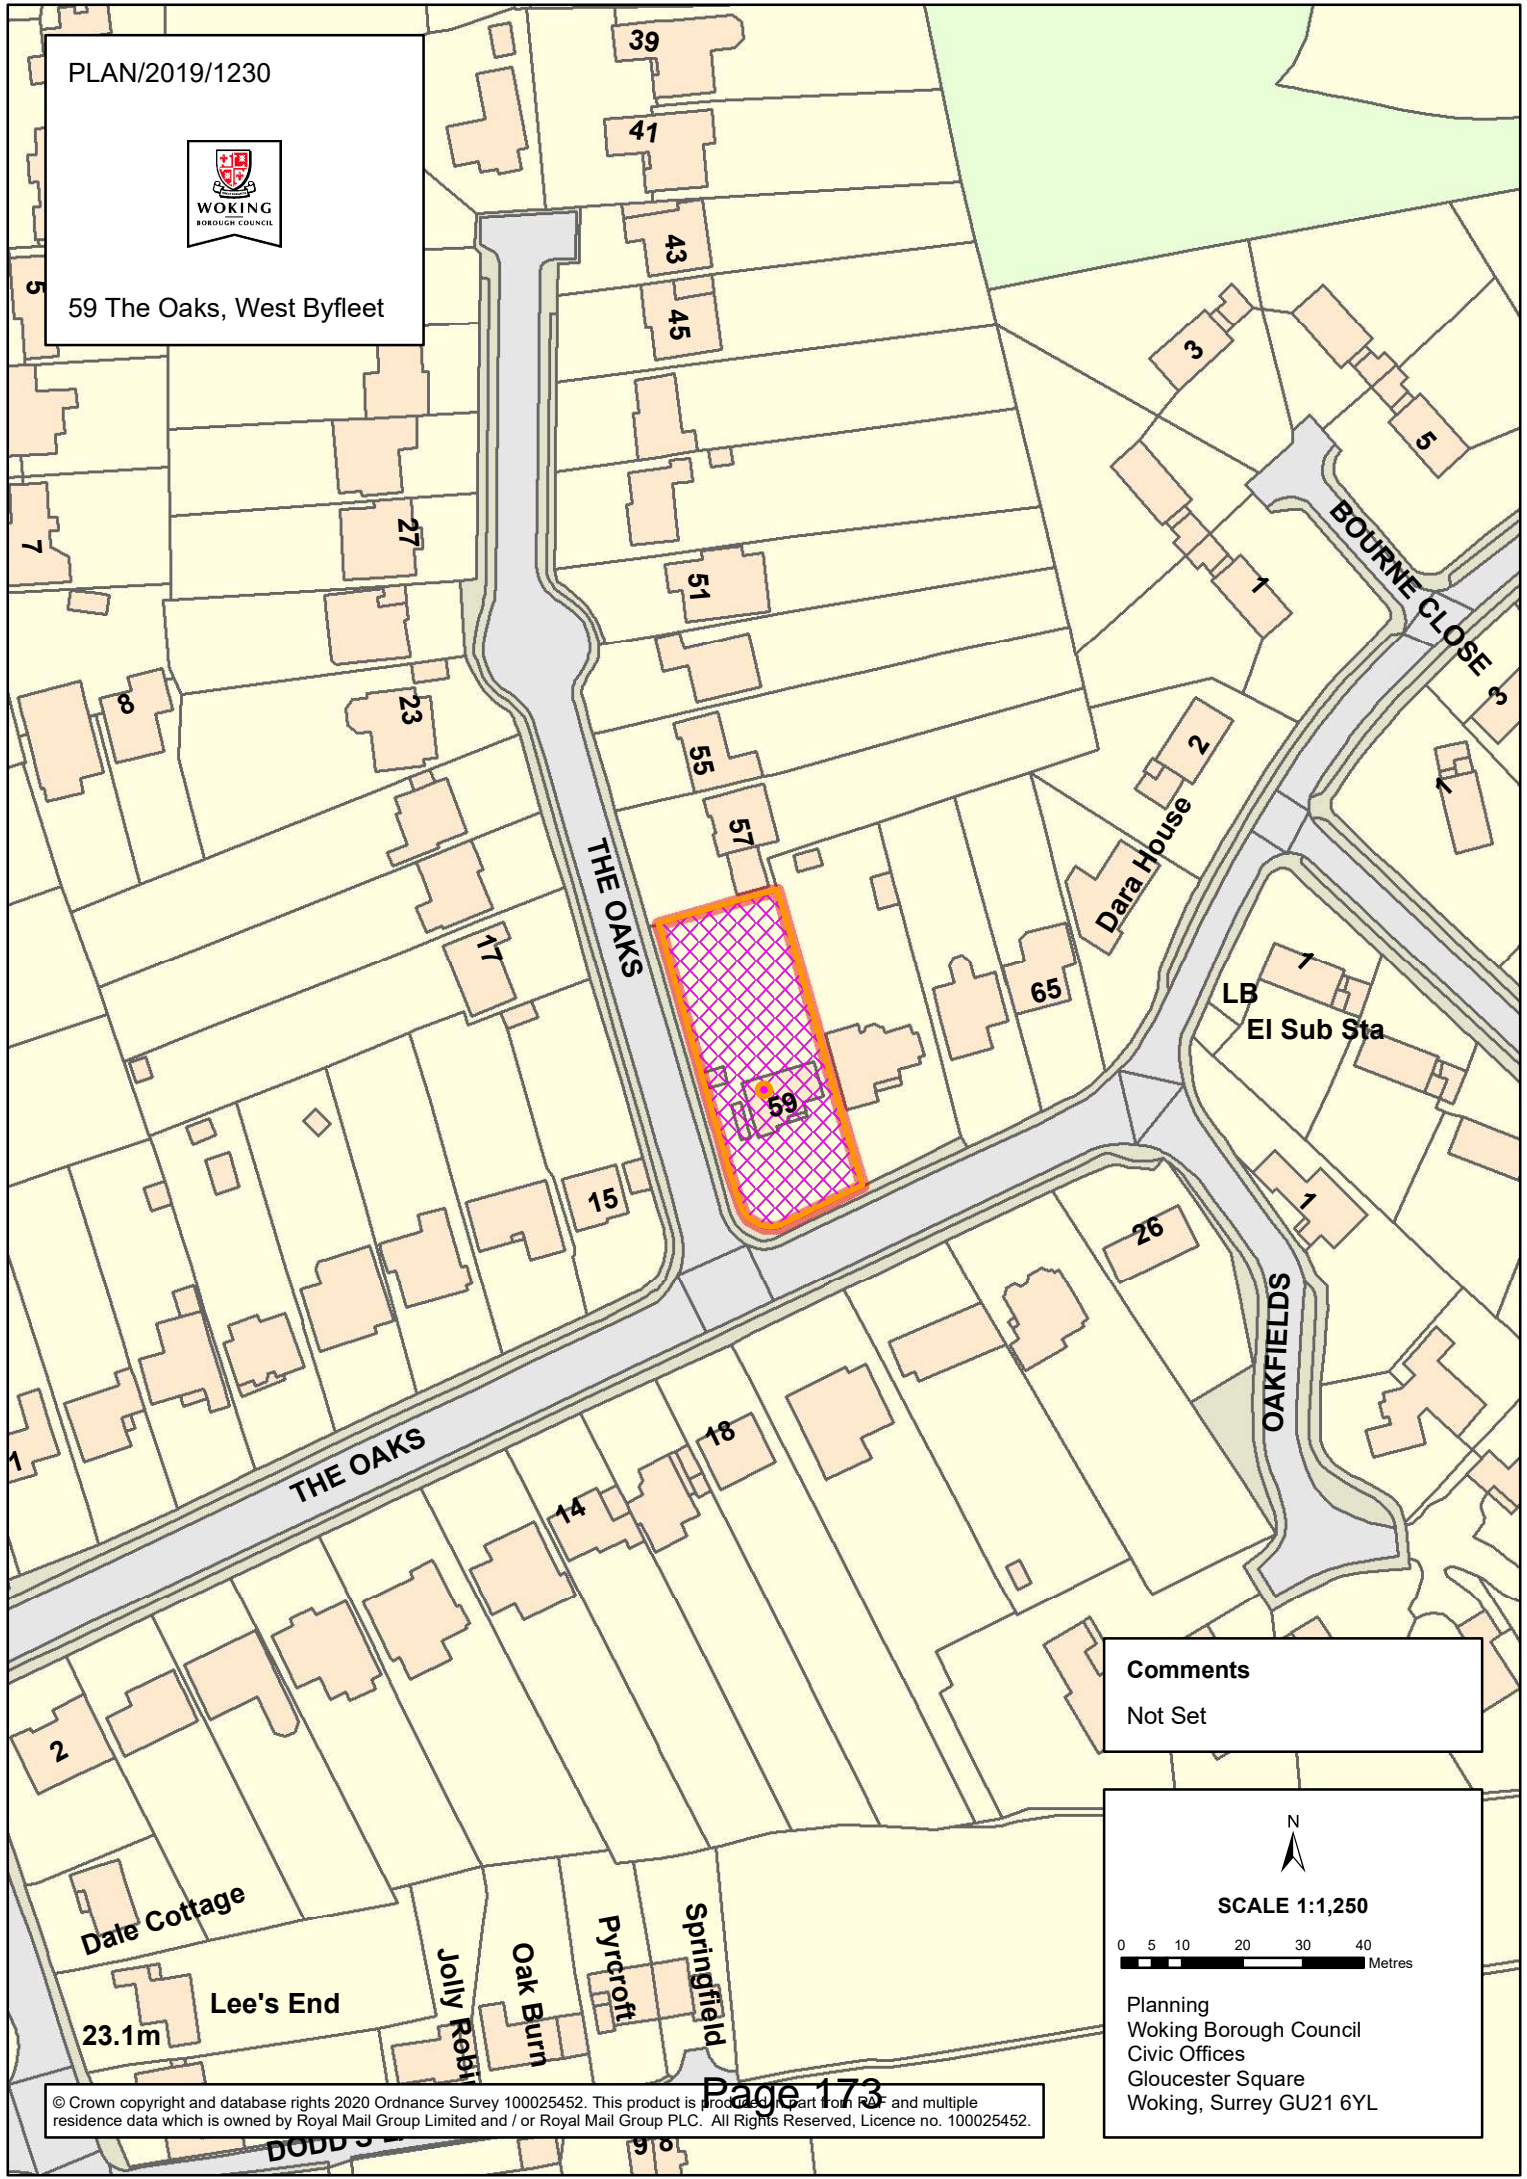 PLAN/2019/1230
WOKING
BOROUGH COUNCIL
59 The Oaks, West Byfleet
39
41
43
45
5
3
5
BOURNE CLOSE
7
27
51
1
8
23
55
57
2
3
1
Dara House
THE OAKS
17
65
LB
1
El Sub Sta
59
15
1
26
OAKFIELDS
1
THE OAKS
18
14
2
Comments
Not Set
N
SCALE 1:1,250
0 5 10 20 30 40
Metres
Planning
Woking Borough Council
Civic Offices
Gloucester Square
Woking, Surrey GU21 6YL
Dale Cottage
Lee's End
23.1m
Jolly Robi
Oak Burn
Pyrcroft
Springfield
Page 173
© Crown copyright and database rights 2020 Ordnance Survey 100025452. This product is produced in part from PAF and multiple
residence data which is owned by Royal Mail Group Limited and / or Royal Mail Group PLC. All Rights Reserved, Licence no. 100025452.
DODD'S
9 8